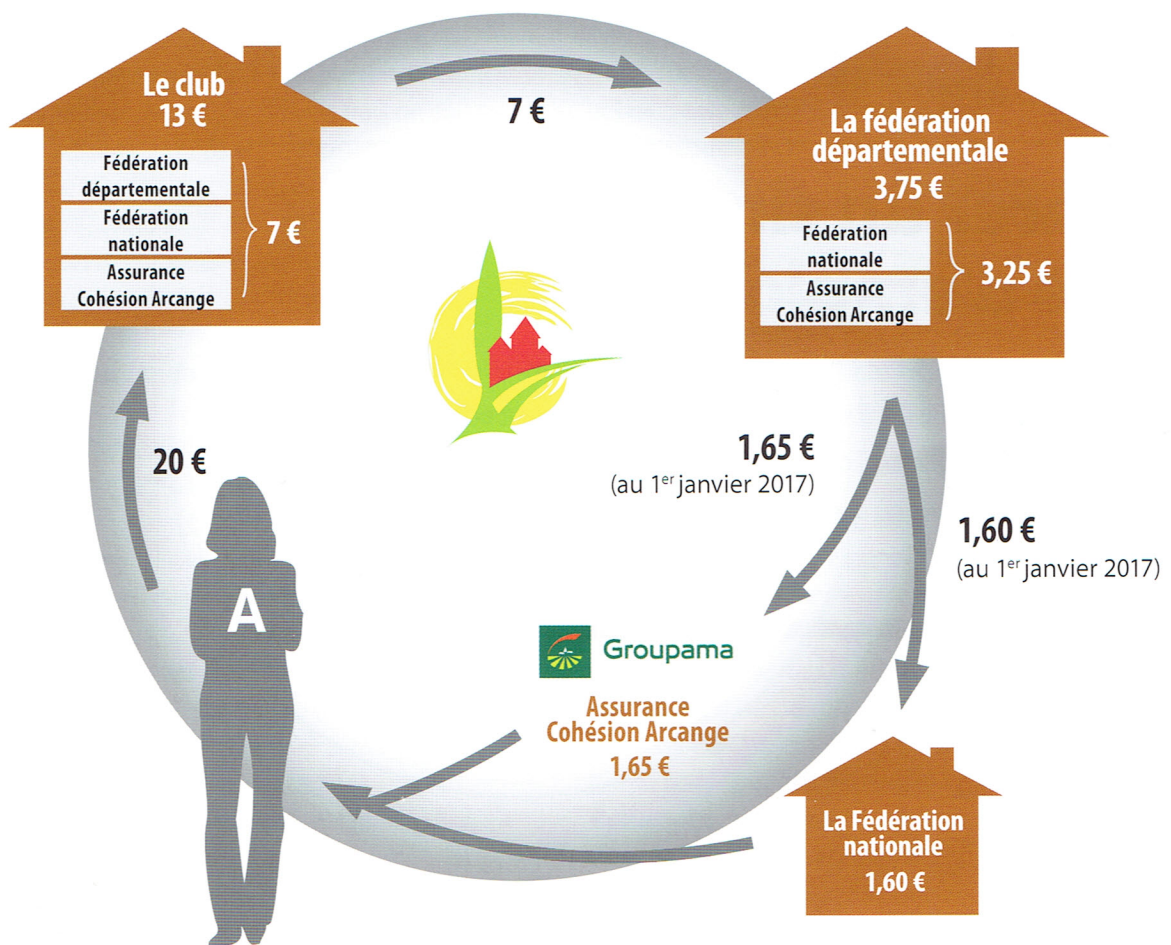 Le club
13 €
Fédération
départementale
Fédération
nationale
Assurance
Cohésion Arcange
7 €
7 €
La fédération
départementale
3,75 €
Fédération
nationale
Assurance
Cohésion Arcange
3,25 €
20 €
A
1,65 €
(au 1er janvier 2017)
1,60 €
(au 1er janvier 2017)
Groupama
Assurance
Cohésion Arcange
1,65 €
La Fédération
nationale
1,60 €